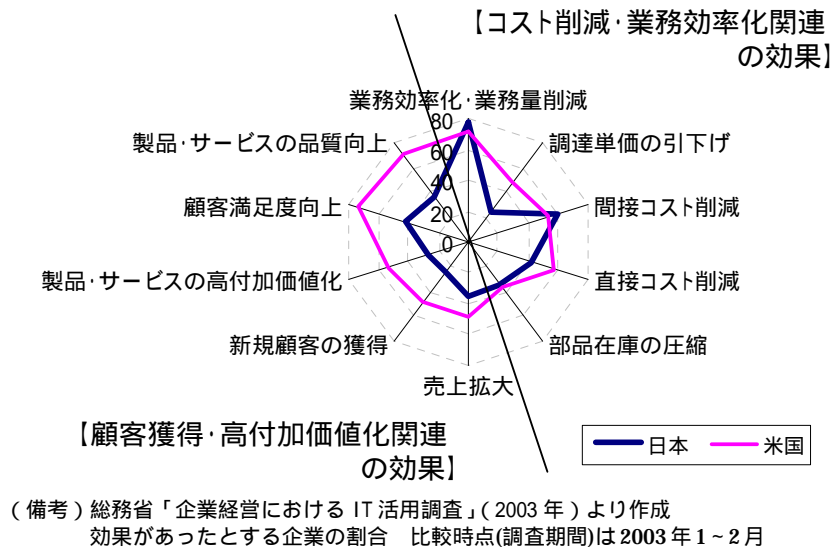 【コスト削減･業務効率化関連
の効果】
業務効率化･業務量削減
調達単価の引下げ
間接コスト削減
直接コスト削減
部品在庫の圧縮
売上拡大
新規顧客の獲得
製品･サービスの高付加価値化
顧客満足度向上
製品･サービスの品質向上
80
60
40
20
0
【顧客獲得･高付加価値化関連
の効果】
日本 米国
(備考)総務省「企業経営における IT 活用調査」(2003 年)より作成
効果があったとする企業の割合 比較時点(調査期間)は 2003 年 1 ~ 2 月